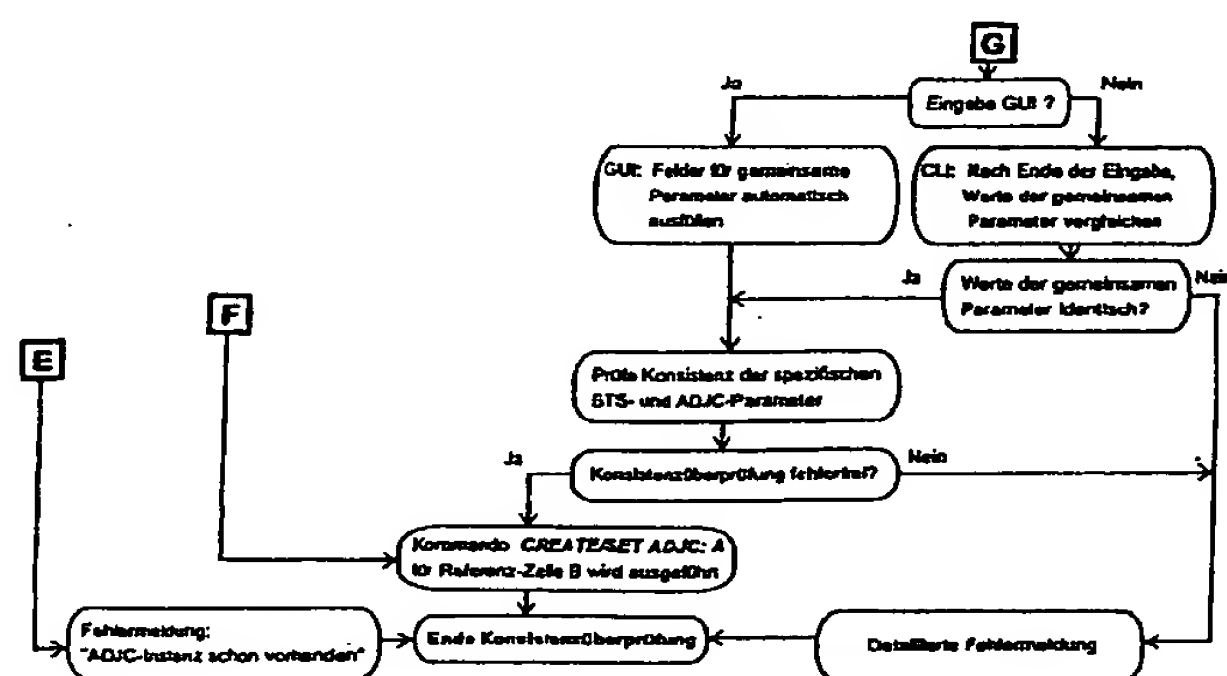 G
Ja
Nein
Eingabe GUI ?
GUI: Felder für gemeinsame
Parameter automatisch
ausfüllen
CLI: Nach Ende der Eingabe,
Werte der gemeinsamen
Parameter vergleichen
Ja
Werte der gemeinsamen
Parameter identisch?
Nein
F
E
Prüfe Konsistenz der spezifischen
BTS- und ADJC-Parameter
Ja
Konsistenzüberprüfung fehlerfrei?
Nein
Kommando CREATE/SET ADJC: A
für Referenz-Zelle B wird ausgeführt
Fehlermeldung:
"ADJC-Instanz schon vorhanden"
Ende Konsistenzüberprüfung
Detaillierte Fehlermeldung